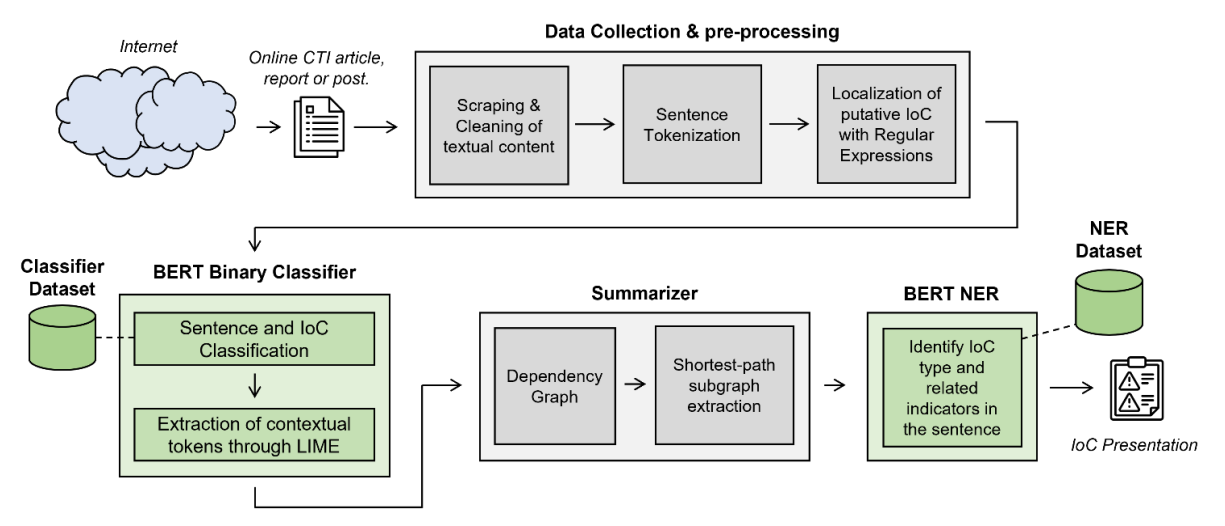 Internet
Online CTI article,
report or post.
Data Collection & pre-processing
Scraping &
Cleaning of
textual content
Sentence
Tokenization
Localization of
putative IoC
with Regular
Expressions
Classifier
Dataset
BERT Binary Classifier
Sentence and IoC
Classification
Extraction of contextual
tokens through LIME
Summarizer
Dependency
Graph
Shortest-path
subgraph
extraction
BERT NER
Identify IoC
type and
related
indicators in
the sentence
NER
Dataset
IoC Presentation